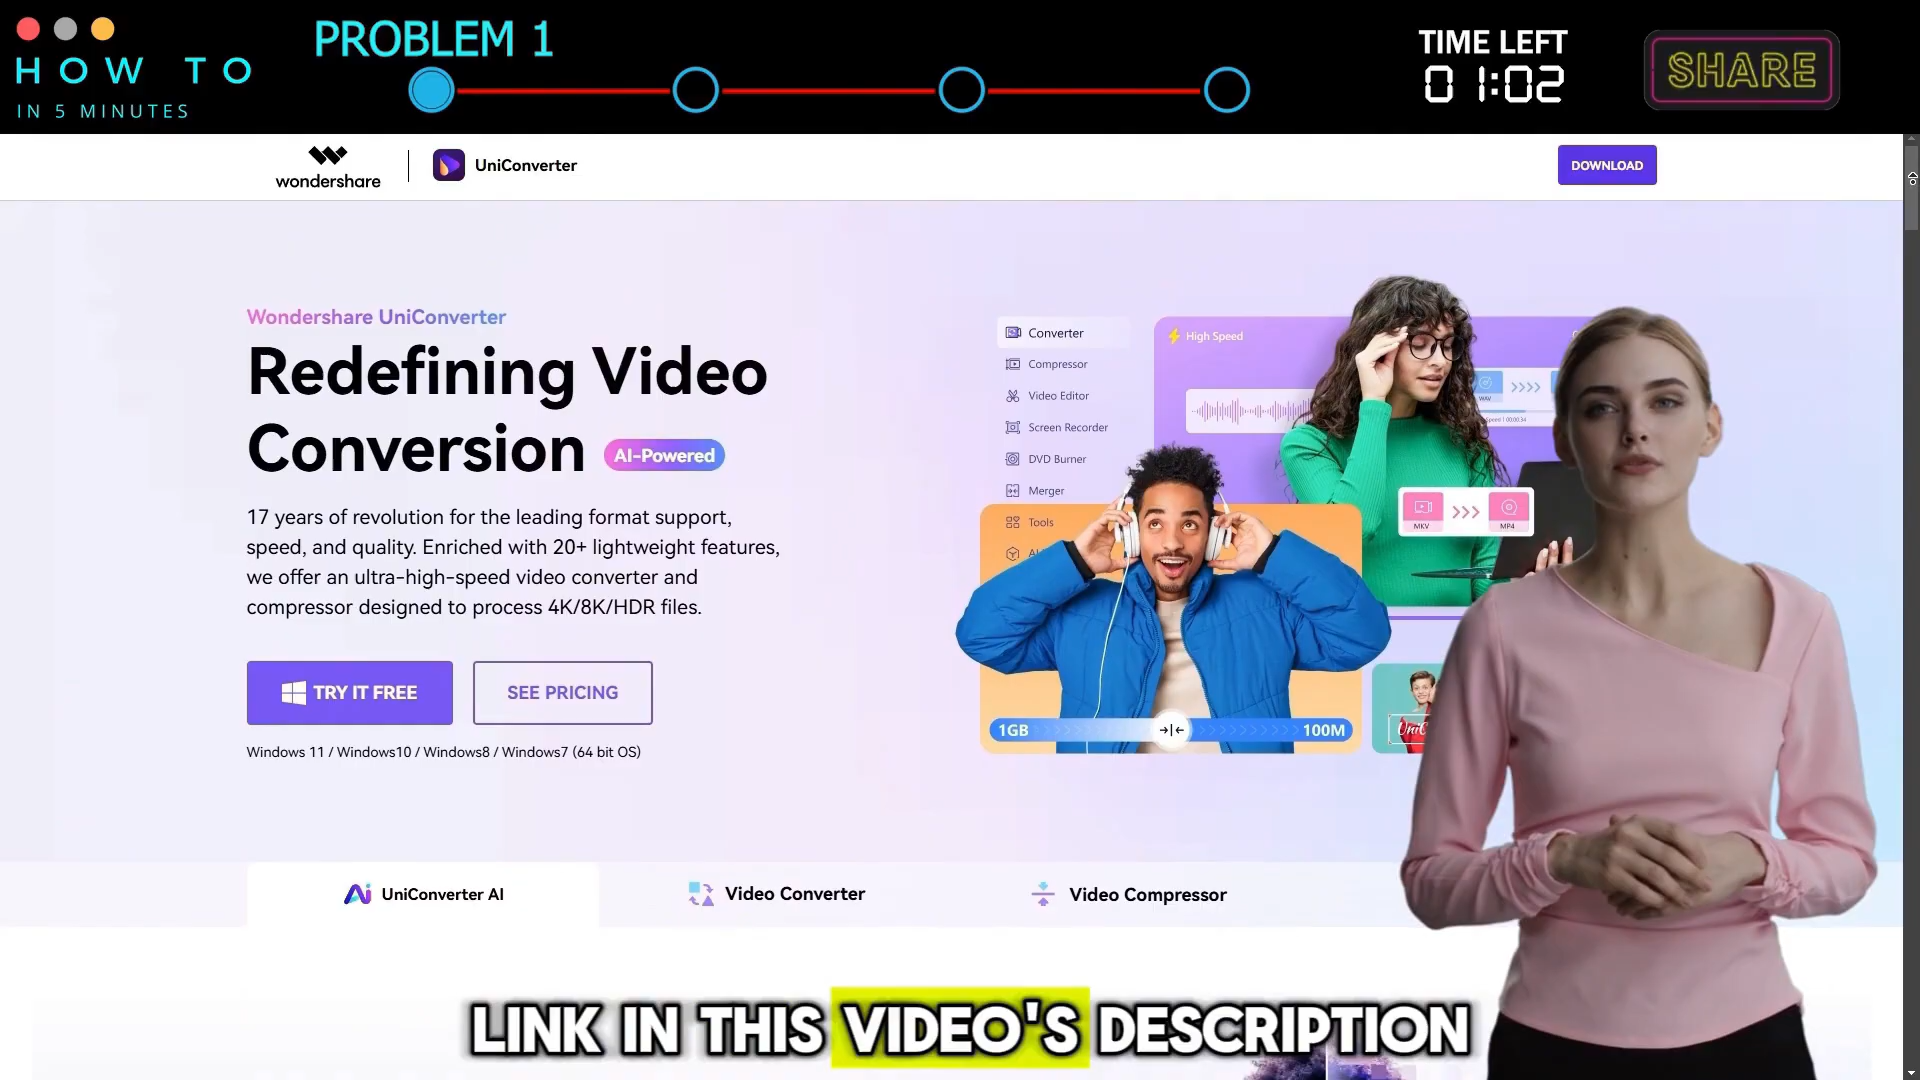 HOW TO
IN 5 MINUTES
PROBLEM 1
TIME LEFT
01:02
SHARE
wondershare
UniConverter
DOWNLOAD
Wondershare UniConverter
Redefining Video
Conversion AI-Powered
17 years of revolution for the leading format support,
speed, and quality. Enriched with 20+ lightweight features,
we offer an ultra-high-speed video converter and
compressor designed to process 4K/8K/HDR files.
TRY IT FREE
SEE PRICING
Windows 11 / Windows10 / Windows8 / Windows7 (64 bit OS)
Converter
Compressor
Video Editor
Screen Recorder
DVD Burner
Merger
Tools
High Speed
WAV
MKV
MP4
1GB
100M
UniConverter AI
Video Converter
Video Compressor
LINK IN THIS VIDEO'S DESCRIPTION